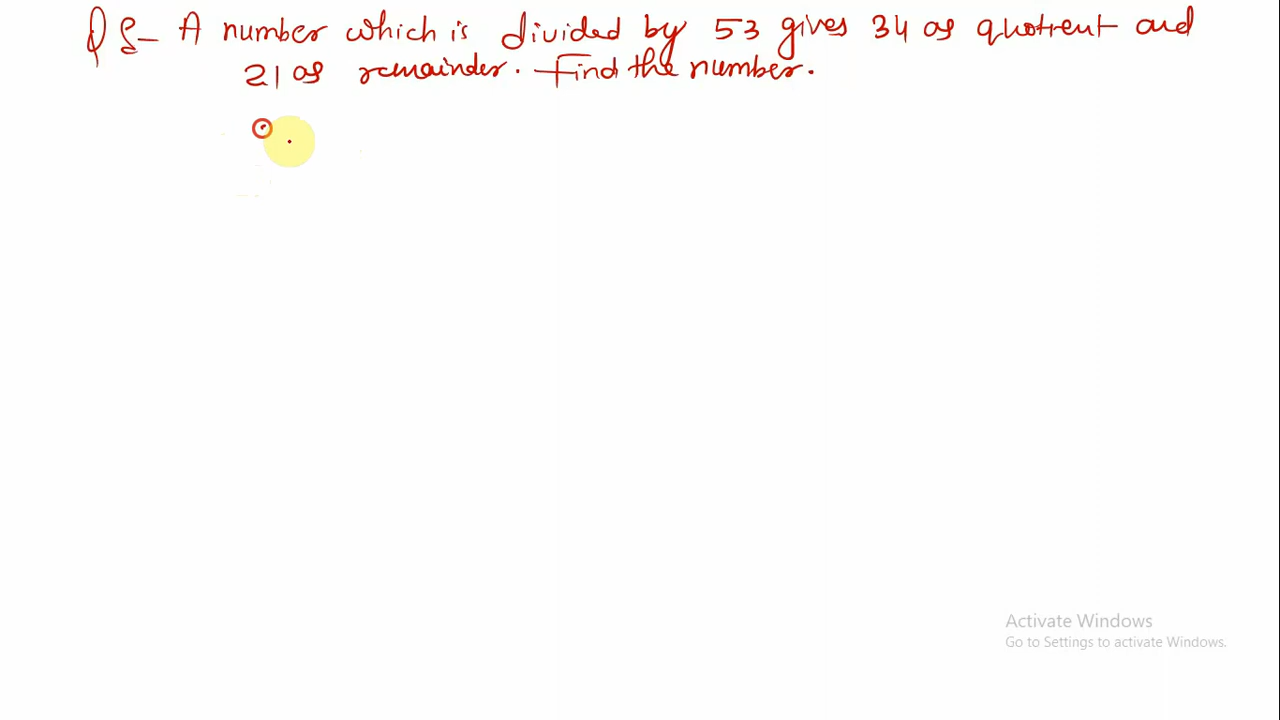 Q 8- A number which is divided by 53 gives 34 as quotient and
21 as remainder. Find the number.
Activate Windows
Go to Settings to activate Windows.